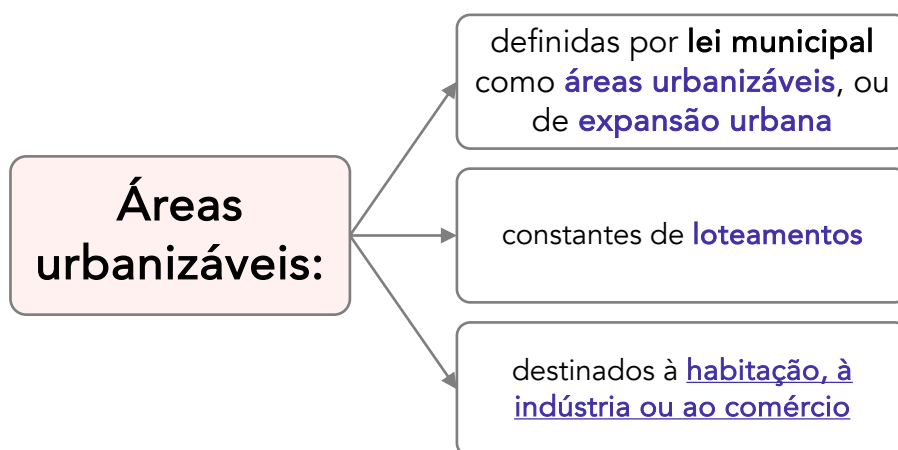 definidas por lei municipal
como áreas urbanizáveis, ou
de expansão urbana
Áreas
urbanizáveis:
constantes de loteamentos
destinados à habitação, à
indústria ou ao comércio